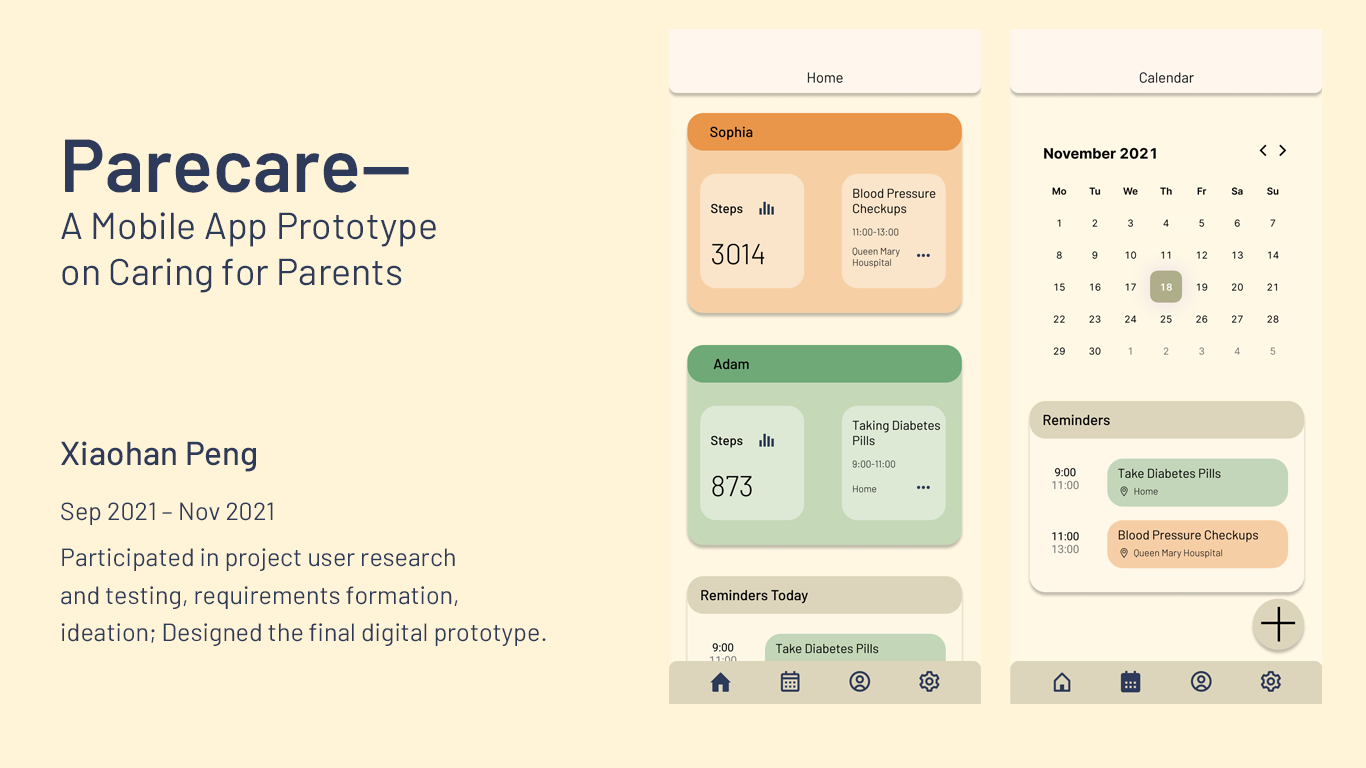 Parecare—
A Mobile App Prototype
on Caring for Parents
Xiaohan Peng
Sep 2021 – Nov 2021
Participated in project user research
and testing, requirements formation,
ideation; Designed the final digital prototype.
Home
Sophia
Steps
3014
Blood Pressure
Checkups
11:00-13:00
Queen Mary
Houspital
Adam
Steps
873
Taking Diabetes
Pills
9:00-11:00
Home
Reminders Today
9:00
11:00
Take Diabetes Pills
Calendar
November 2021
Mo Tu We Th Fr Sa Su
1 2 3 4 5 6 7
8 9 10 11 12 13 14
15 16 17 18 19 20 21
22 23 24 25 26 27 28
29 30 1 2 3 4 5
Reminders
9:00
11:00
Take Diabetes Pills
Home
11:00
13:00
Blood Pressure Checkups
Queen Mary Houspital